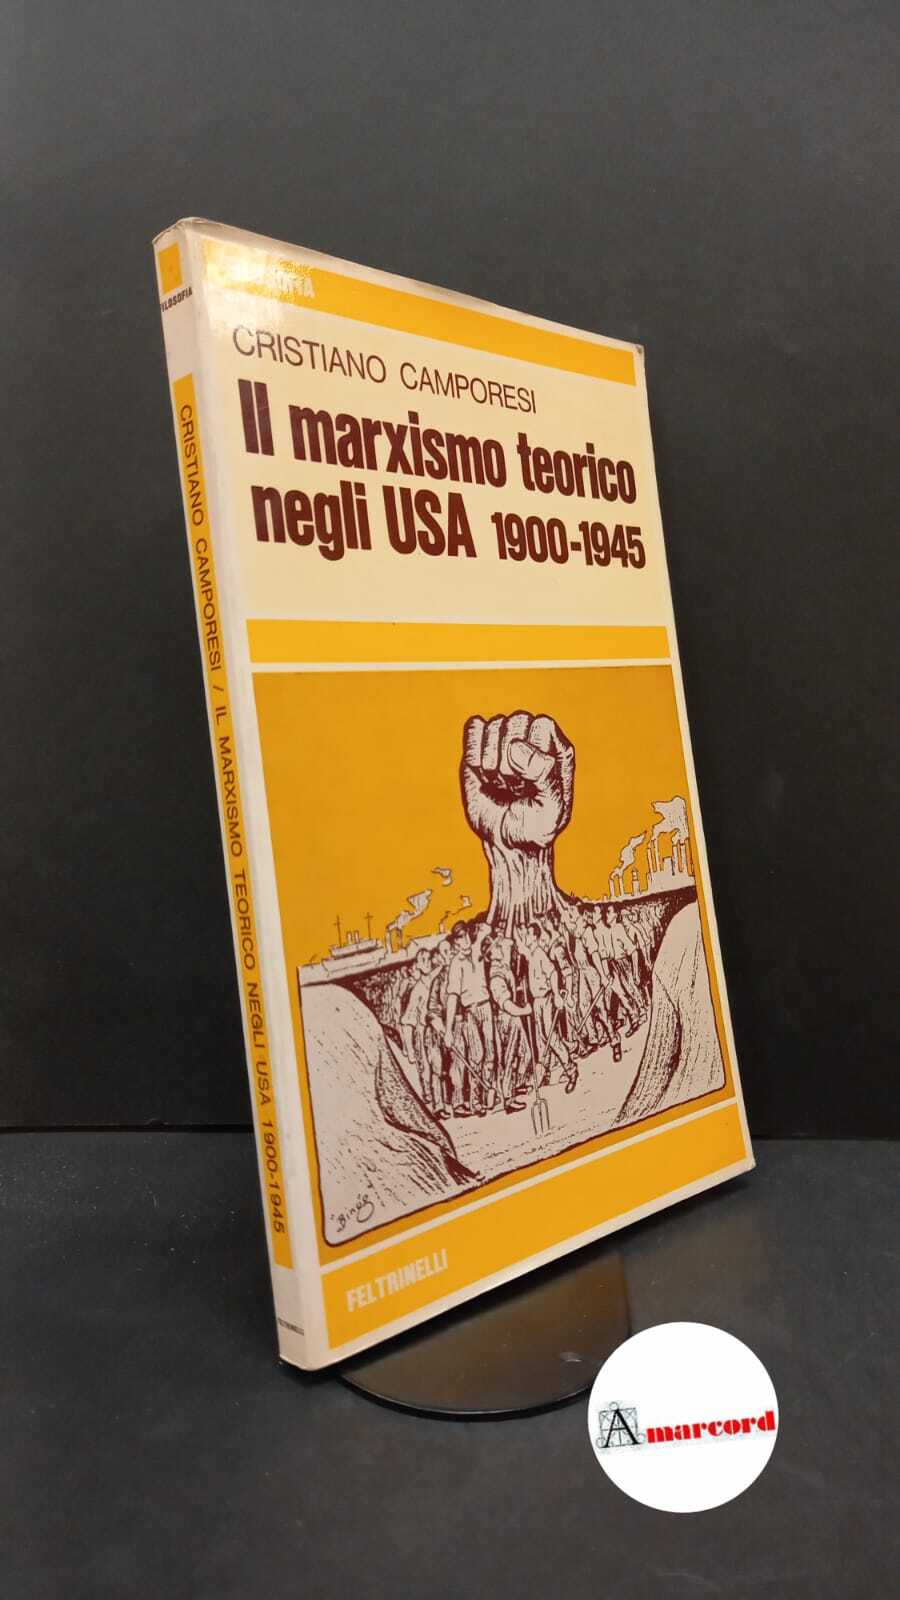 FILOSOFIA
CRISTIANO CAMPORESI / IL MARXISMO TEORICO NEGLI USA 1900-1945
FELTRINELLI
CRISTIANO CAMPORESI
Il marxismo teorico
negli USA 1900-1945
"Binög"
FELTRINELLI
Amarcord